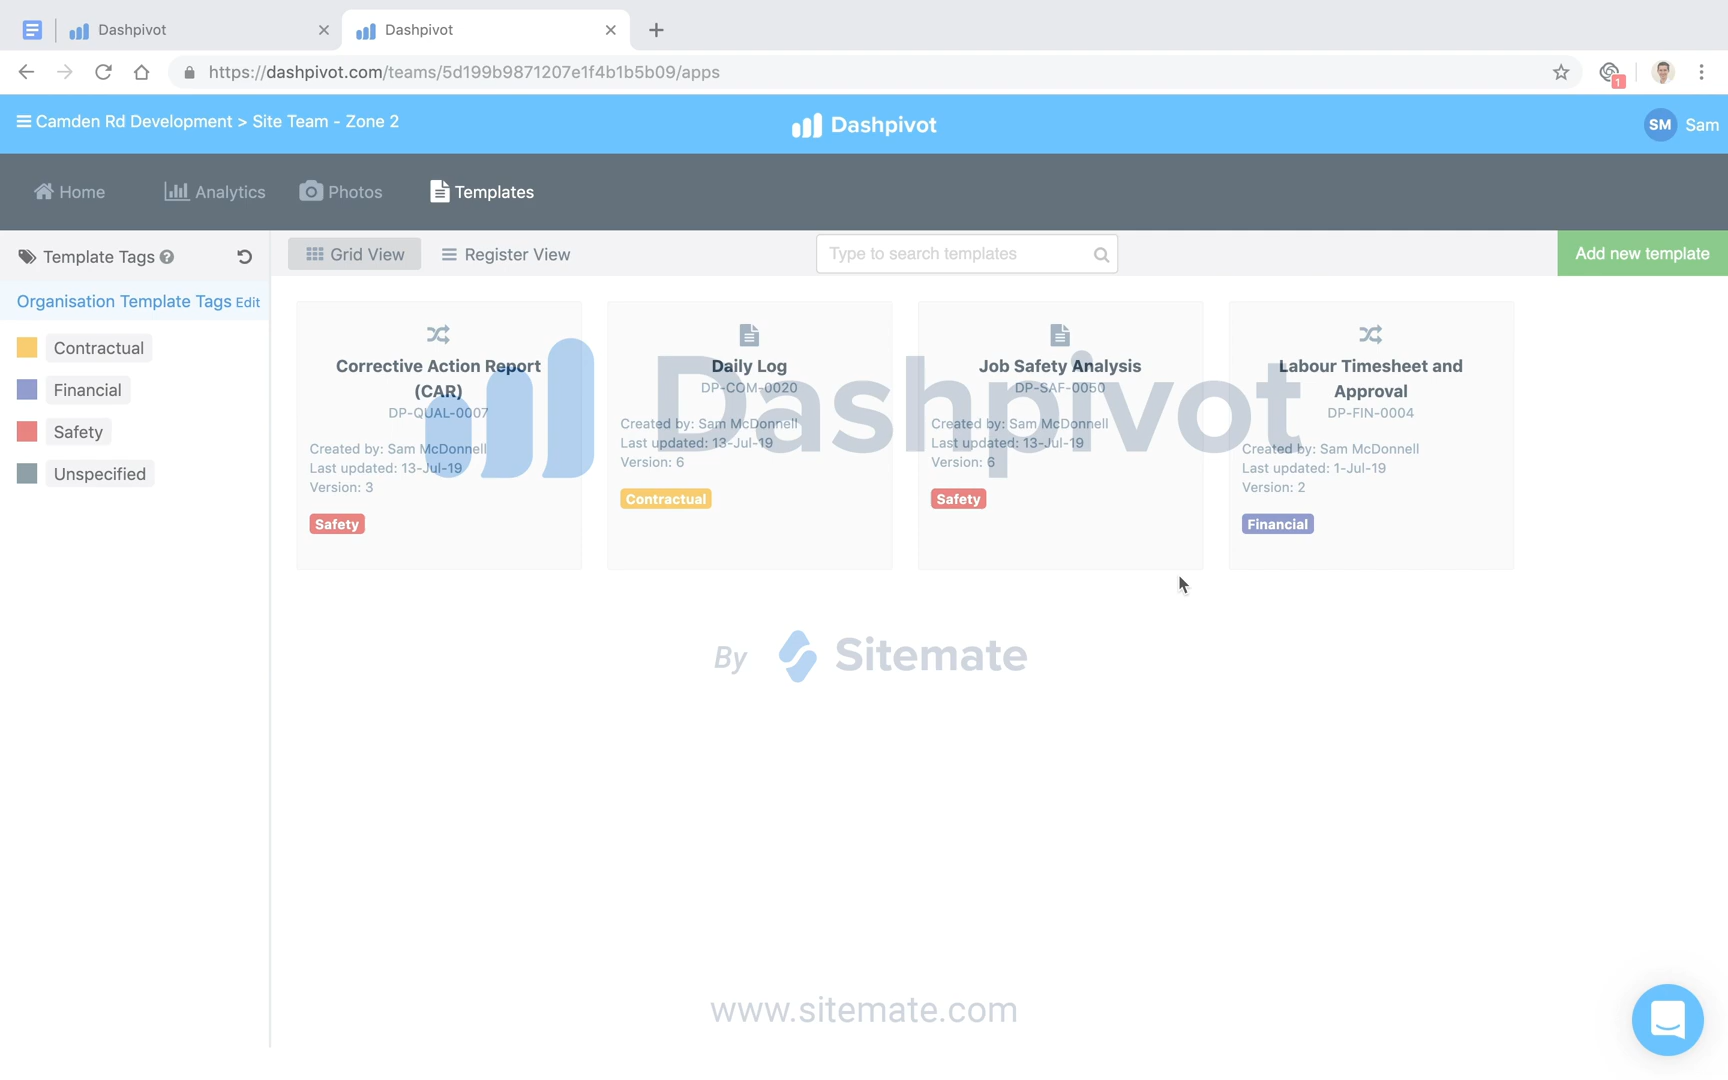 Dashpivot
Dashpivot
https://dashpivot.com/teams/5d199b9871207e1f4b1b5b09/apps
1
Camden Rd Development > Site Team - Zone 2
Dashpivot
SM Sam
Home
Analytics
Photos
Templates
Template Tags
Grid View
Register View
Type to search templates
Add new template
Organisation Template Tags Edit
Contractual
Financial
Safety
Unspecified
Corrective Action Report
(CAR)
DP-QUAL-0007
Created by: Sam McDonnell
Last updated: 13-Jul-19
Version: 3
Safety
Daily Log
DP-COM-0020
Created by: Sam McDonnell
Last updated: 13-Jul-19
Version: 6
Contractual
Job Safety Analysis
DP-SAF-0050
Created by: Sam McDonnell
Last updated: 13-Jul-19
Version: 6
Safety
Labour Timesheet and
Approval
DP-FIN-0004
Created by: Sam McDonnell
Last updated: 1-Jul-19
Version: 2
Financial
Dashpivot
By Sitemate
www.sitemate.com